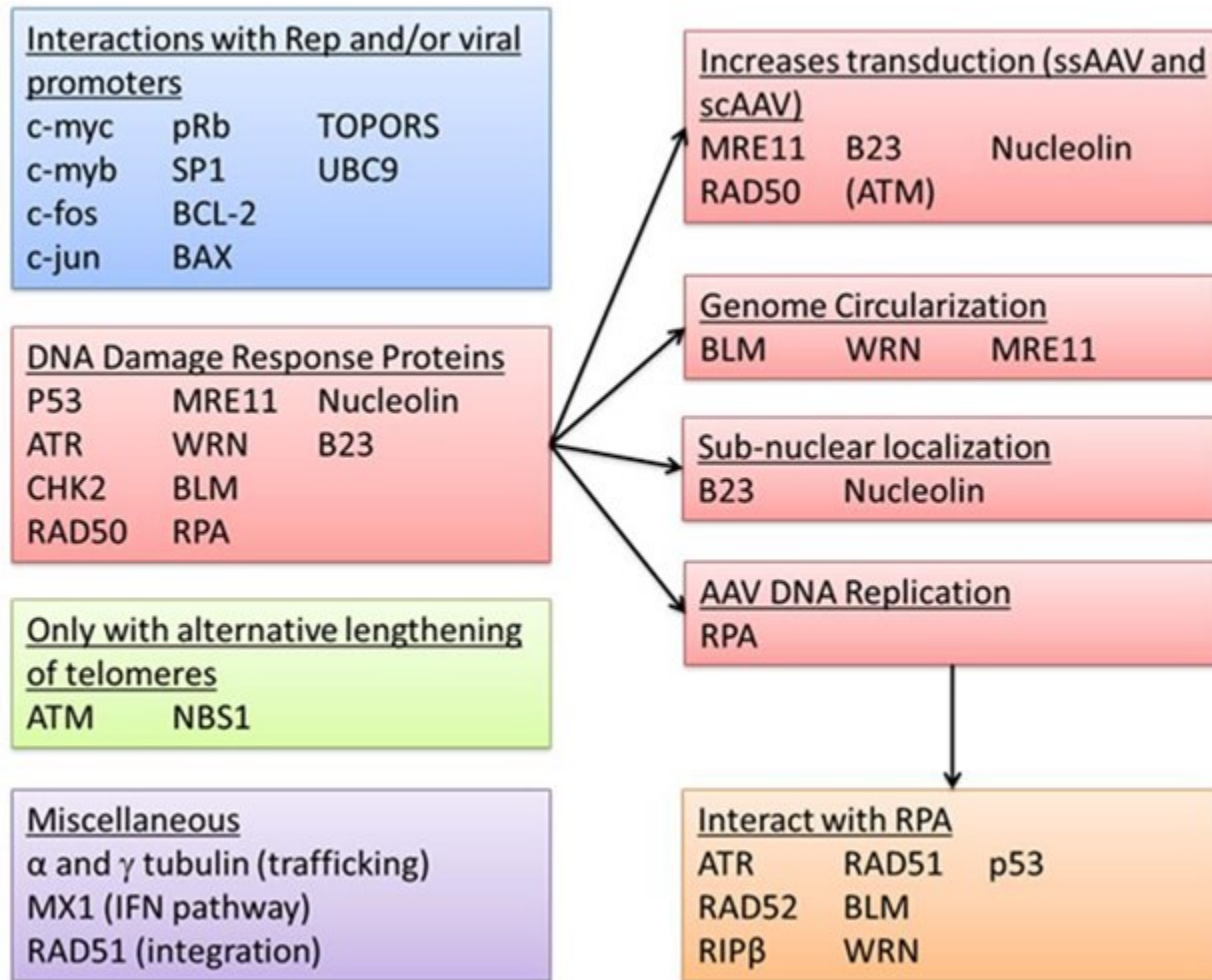 Interactions with Rep and/or viral
promoters
c-myc pRb TOPORS
c-myb SP1 UBC9
c-fos BCL-2
c-jun BAX
DNA Damage Response Proteins
P53 MRE11 Nucleolin
ATR WRN B23
CHK2 BLM
RAD50 RPA
Only with alternative lengthening
of telomeres
ATM NBS1
Miscellaneous
α and γ tubulin (trafficking)
MX1 (IFN pathway)
RAD51 (integration)
Increases transduction (ssAAV and
scAAV)
MRE11 B23 Nucleolin
RAD50 (ATM)
Genome Circularization
BLM WRN MRE11
Sub-nuclear localization
B23 Nucleolin
AAV DNA Replication
RPA
Interact with RPA
ATR RAD51 p53
RAD52 BLM
RIPβ WRN